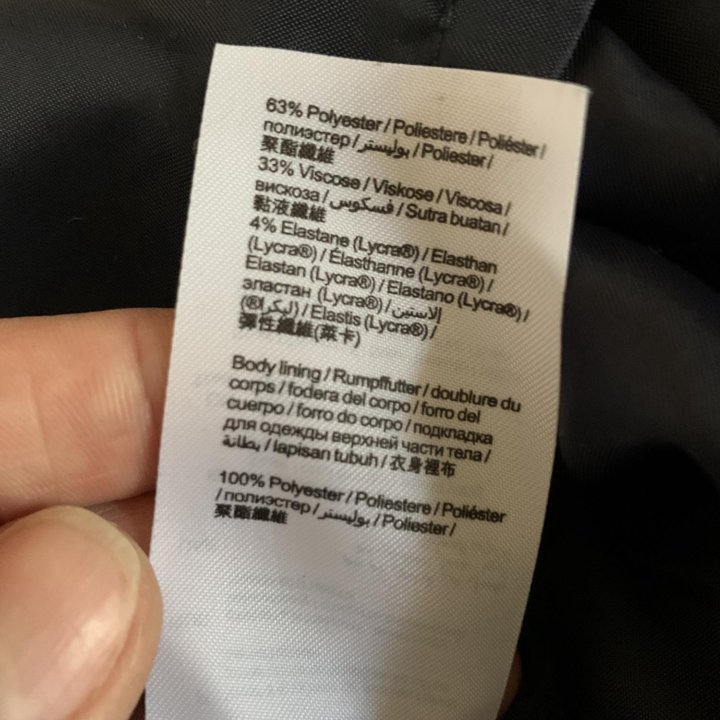 63% Polyester / Poliestere / Poliéster /
полиэстер / بوليستر / Poliester /
聚酯纖維
33% Viscose / Viskose / Viscosa /
вискоза / فسكوس / Sutra buatan /
黏液纖維
4% Elastane (Lycra®) / Elasthan
(Lycra®) / Élasthanne (Lycra®) /
Elastan (Lycra®) / Elastano (Lycra®) /
эластан (Lycra®) / إلاستين
(ليكرا®) / Elastis (Lycra®) /
彈性纖維(萊卡)
Body lining / Rumpffutter / doublure du
corps / fodera del corpo / forro del
cuerpo / forro do corpo / подкладка
для одежды верхней части тела /
بطانة / lapisan tubuh / 衣身裡布
100% Polyester / Poliestere / Poliéster
/ полиэстер / بوليستر / Poliester /
聚酯纖維